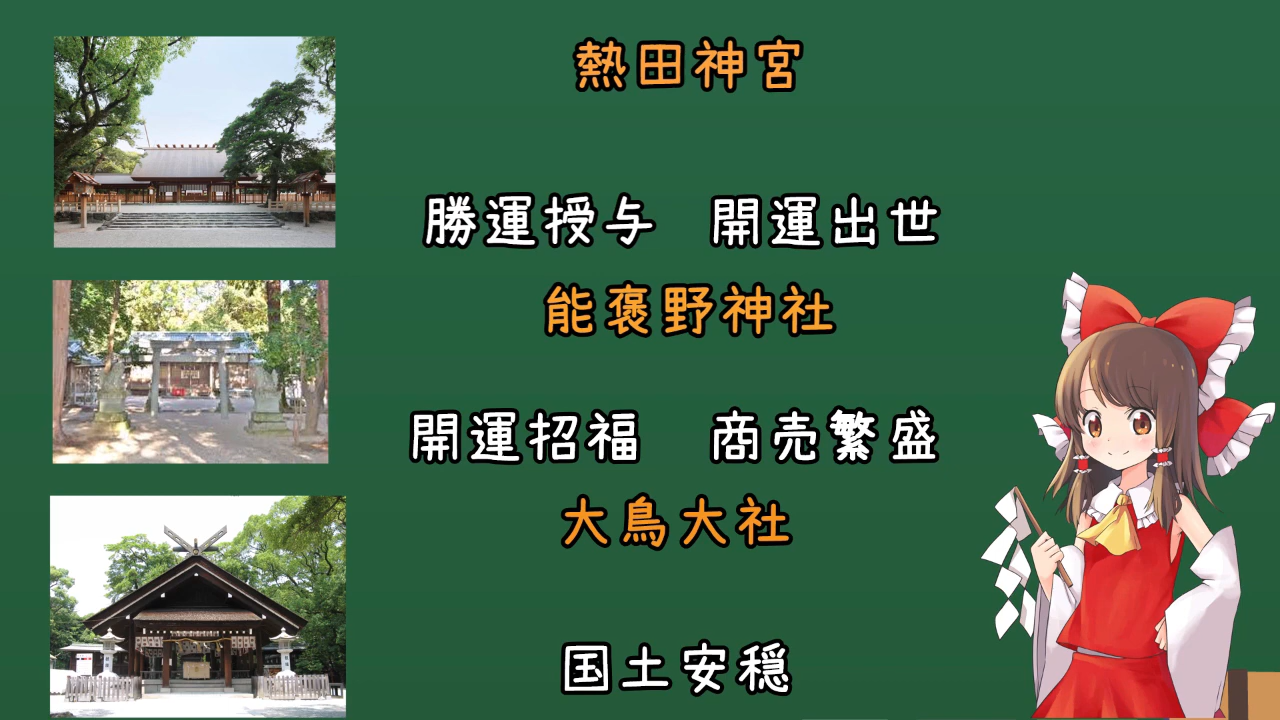 熱田神宮
勝運授与　開運出世
能褒野神社
開運招福　商売繁盛
大鳥大社
国土安穏